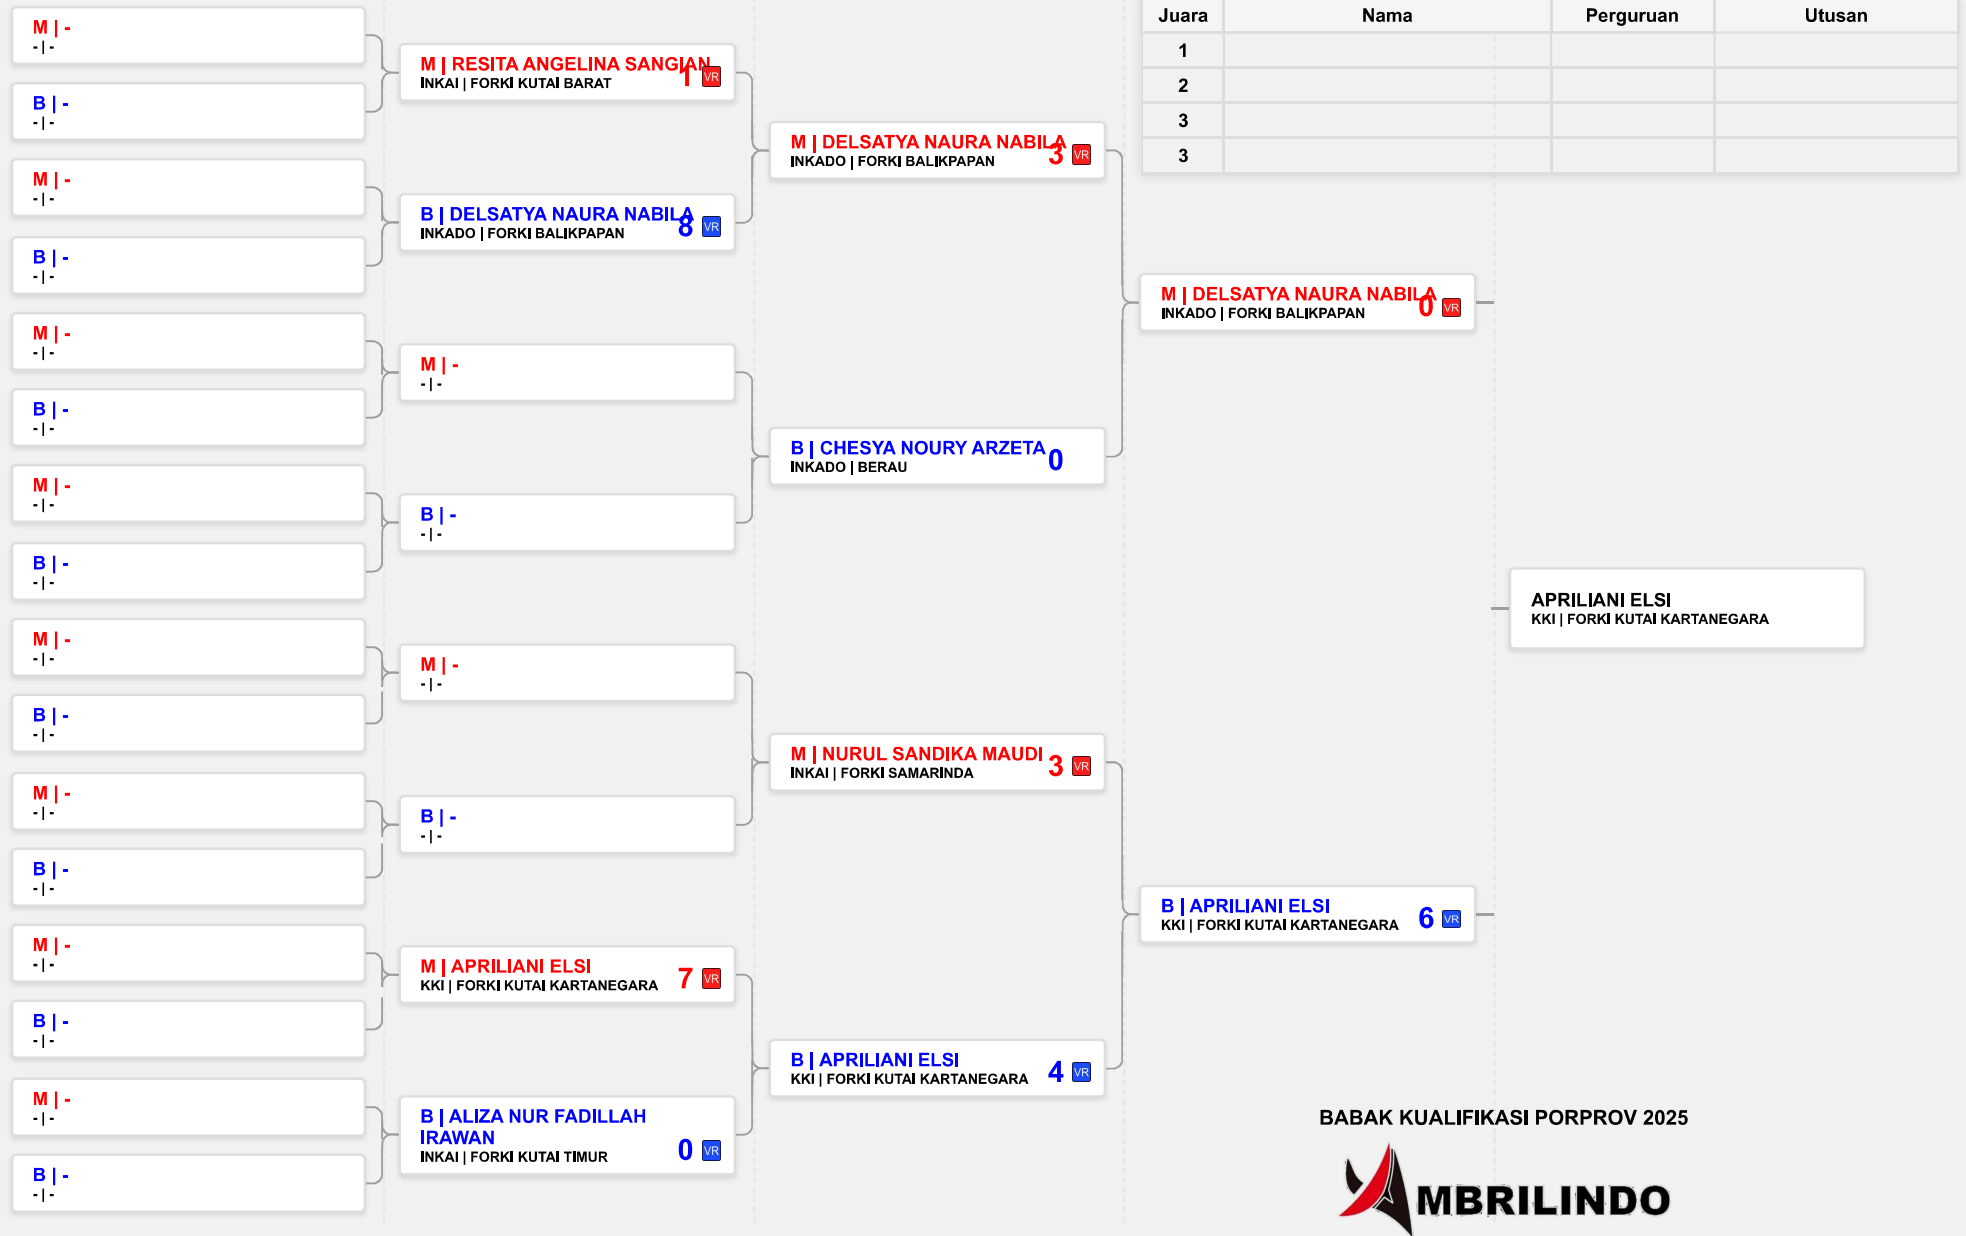 M | -
- | -
B | -
- | -
M | -
- | -
B | -
- | -
M | -
- | -
B | -
- | -
M | -
- | -
B | -
- | -
M | -
- | -
B | -
- | -
M | -
- | -
B | -
- | -
M | -
- | -
B | -
- | -
M | -
- | -
B | -
- | -
M | RESITA ANGELINA SANGIAN
1 VR
INKAI | FORKI KUTAI BARAT
B | DELSATYA NAURA NABILA
8 VR
INKADO | FORKI BALIKPAPAN
M | -
- | -
B | -
- | -
M | -
- | -
B | -
- | -
M | APRILIANI ELSI
7 VR
KKI | FORKI KUTAI KARTANEGARA
B | ALIZA NUR FADILLAH
IRAWAN
0 VR
INKAI | FORKI KUTAI TIMUR
M | DELSATYA NAURA NABILA
3 VR
INKADO | FORKI BALIKPAPAN
B | CHESYA NOURY ARZETA
0
INKADO | BERAU
M | NURUL SANDIKA MAUDI
3 VR
INKAI | FORKI SAMARINDA
B | APRILIANI ELSI
4 VR
KKI | FORKI KUTAI KARTANEGARA
M | DELSATYA NAURA NABILA
0 VR
INKADO | FORKI BALIKPAPAN
B | APRILIANI ELSI
6 VR
KKI | FORKI KUTAI KARTANEGARA
APRILIANI ELSI
KKI | FORKI KUTAI KARTANEGARA
Juara Nama Perguruan Utusan
1
2
3
3
BABAK KUALIFIKASI PORPROV 2025
MBRILINDO